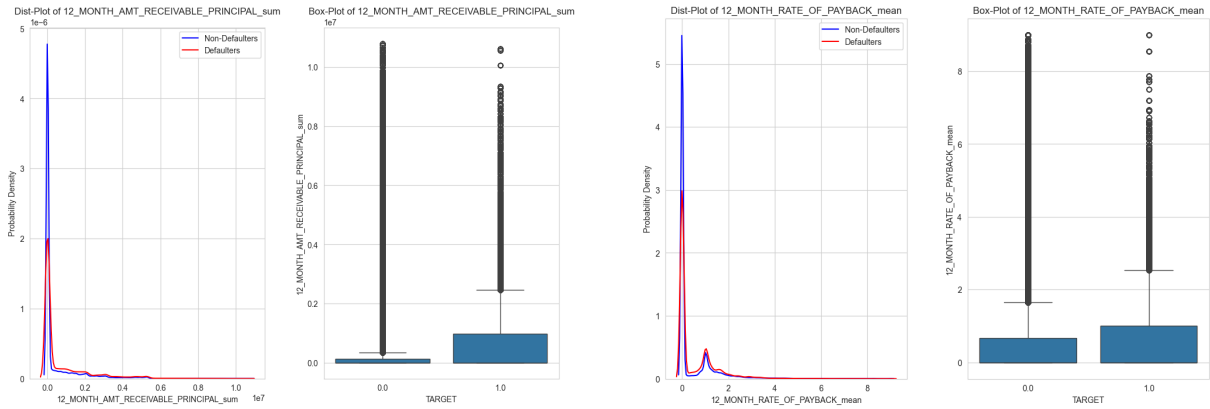 Dist-Plot of 12_MONTH_AMT_RECEIVABLE_PRINCIPAL_sum
1e−6
Non-Defaulters
Defaulters
5
4
3
2
1
0
Probability Density
0.0 0.2 0.4 0.6 0.8 1.0
1e7
12_MONTH_AMT_RECEIVABLE_PRINCIPAL_sum
Box-Plot of 12_MONTH_AMT_RECEIVABLE_PRINCIPAL_sum
1e7
1.0
0.8
0.6
0.4
0.2
0.0
12_MONTH_AMT_RECEIVABLE_PRINCIPAL_sum
0.0 1.0
TARGET
Dist-Plot of 12_MONTH_RATE_OF_PAYBACK_mean
Non-Defaulters
Defaulters
5
4
3
2
1
0
Probability Density
0 2 4 6 8
12_MONTH_RATE_OF_PAYBACK_mean
Box-Plot of 12_MONTH_RATE_OF_PAYBACK_mean
8
6
4
2
0
12_MONTH_RATE_OF_PAYBACK_mean
0.0 1.0
TARGET